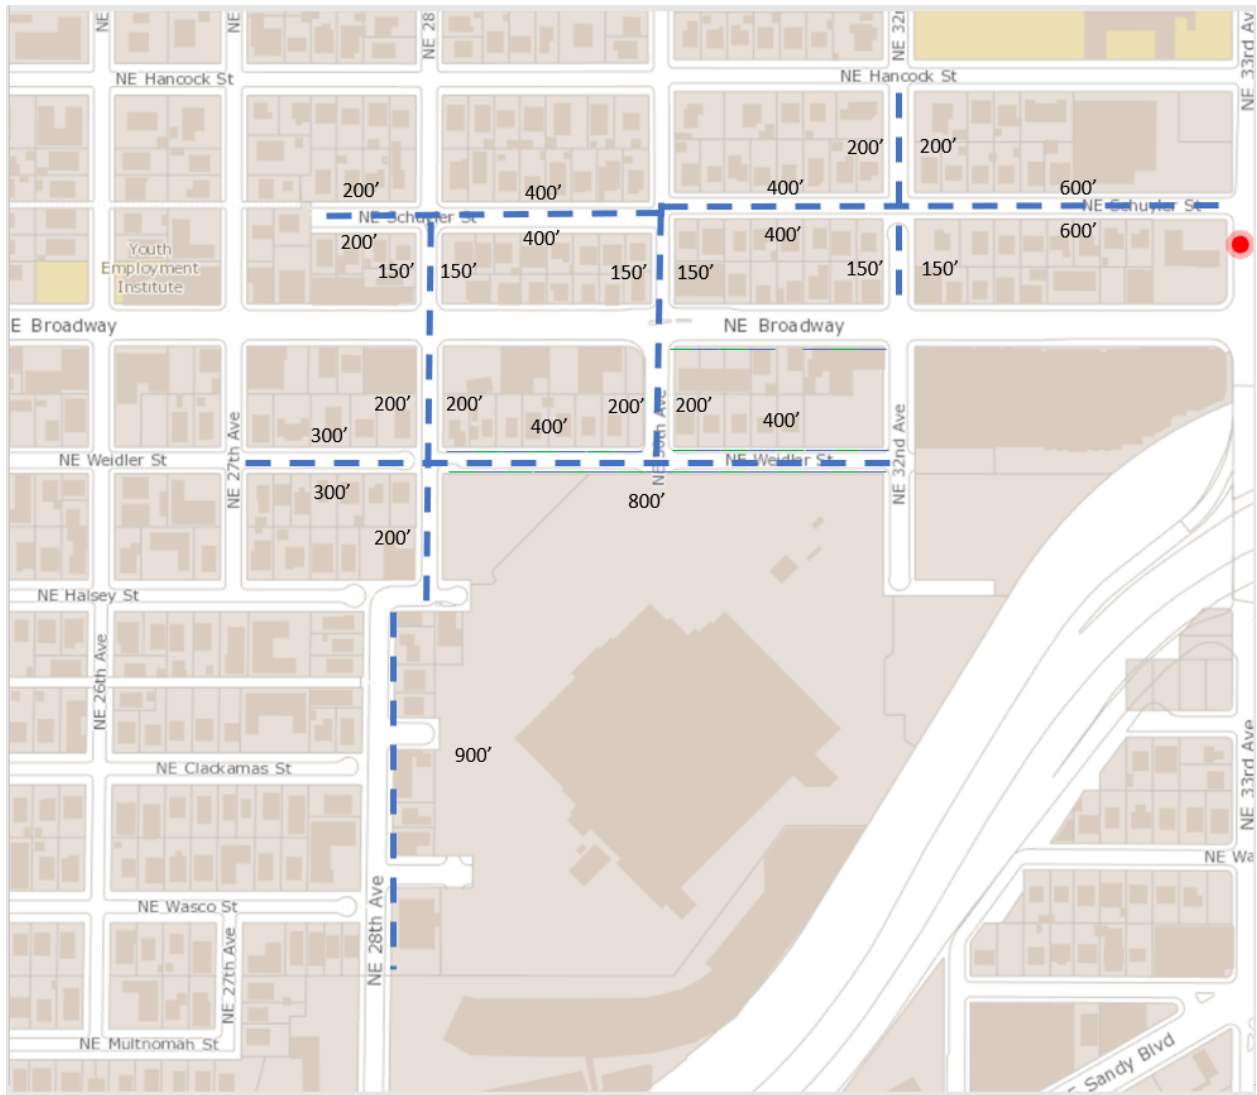 NE
NE
NE 28
NE 32n
NE 33rd Av
NE Hancock St
NE Hancock St
200’
200’
200’
400’
400’
600’
NE Schuyler St
NE Schuyler St
200’
400’
400’
600’
Youth
Employment
Institute
150’
150’
150’
150’
150’
150’
E Broadway
NE Broadway
200’
200’
200’
200’
300’
400’
400’
NE 27th Ave
NE 30th Ave
NE 32nd Ave
NE Weidler St
NE Weidler St
300’
800’
200’
NE Halsey St
NE 26th Ave
900’
NE Clackamas St
NE 33rd Ave
NE Wa
NE Wasco St
NE 28th Ave
NE 27th Ave
NE Multnomah St
E Sandy Blvd